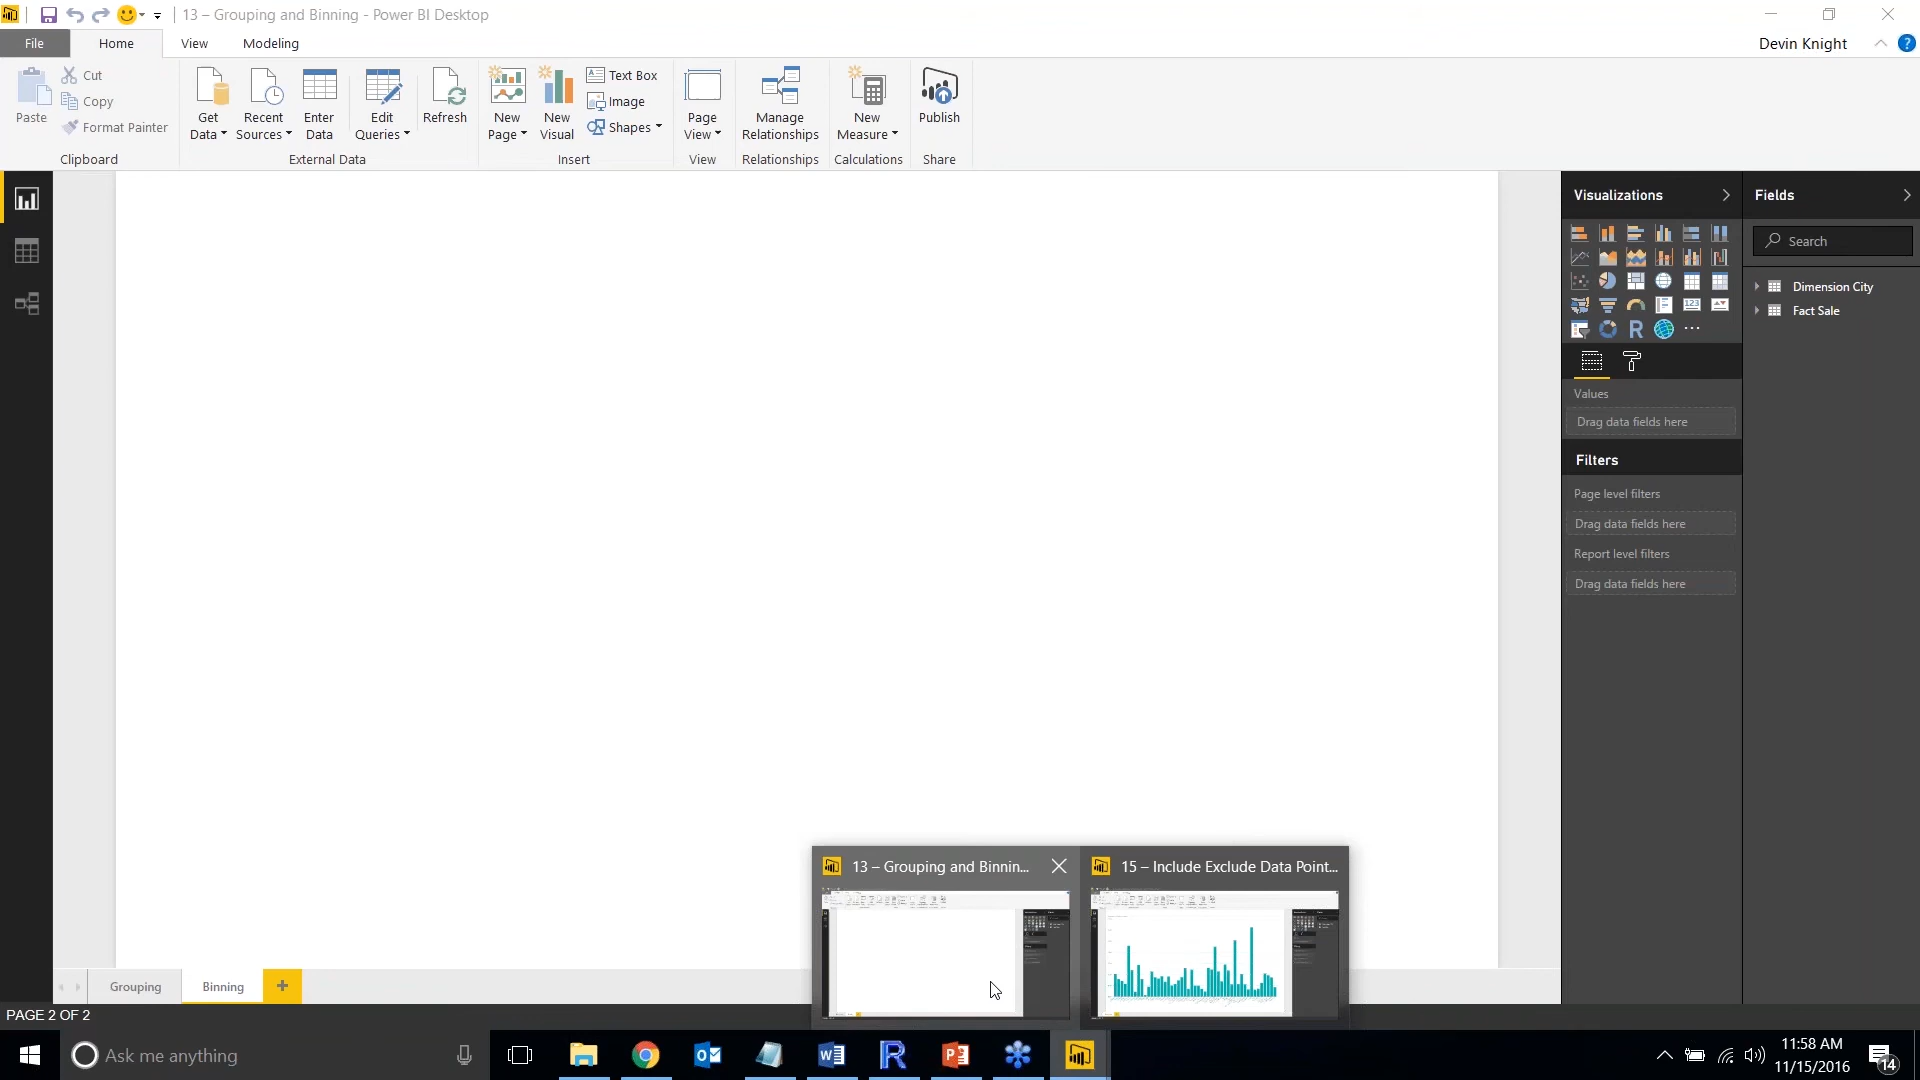 13 – Grouping and Binning - Power BI Desktop
File
Home
View
Modeling
Devin Knight
?
Paste
Cut
Copy
Format Painter
Clipboard
Get Data
Recent Sources
Enter Data
Edit Queries
Refresh
External Data
New Page
New Visual
Text Box
Image
Shapes
Insert
Page View
View
Manage Relationships
Relationships
New Measure
Calculations
Publish
Share
Visualizations
R
123
Values
Drag data fields here
Filters
Page level filters
Drag data fields here
Report level filters
Drag data fields here
Fields
Search
Dimension City
Fact Sale
13 – Grouping and Binnin...
15 – Include Exclude Data Point...
Grouping
Binning
+
PAGE 2 OF 2
Ask me anything
11:58 AM
11/15/2016
14